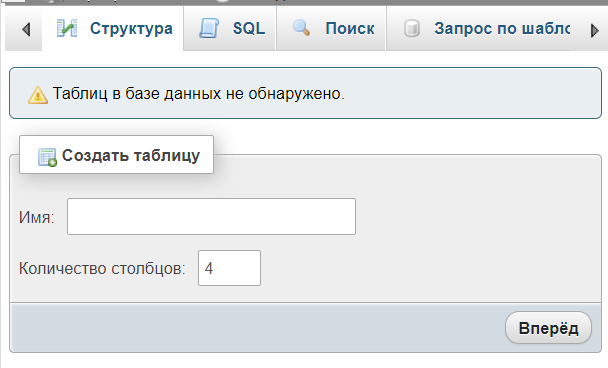 Структура SQL Поиск Запрос по шабло
Таблиц в базе данных не обнаружено.
Создать таблицу
Имя:
Количество столбцов: 4
Вперёд